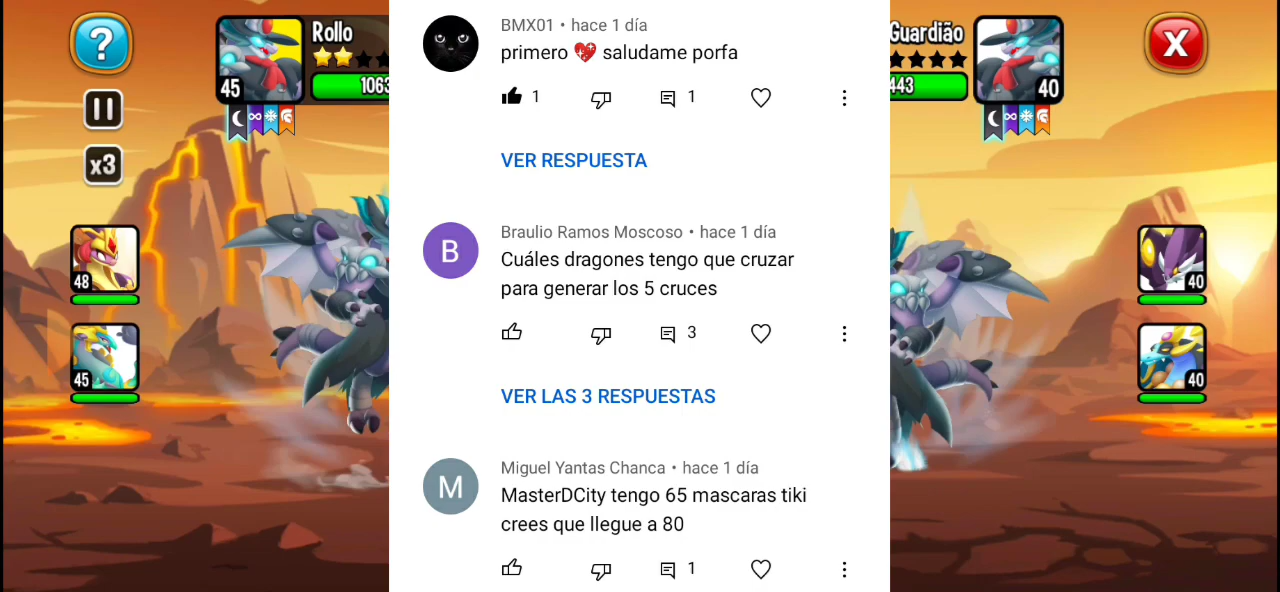 ?
Rollo
45
1063
x3
48
45
BMX01 • hace 1 día
primero 💖 saludame porfa
1
1
VER RESPUESTA
B
Braulio Ramos Moscoso • hace 1 día
Cuáles dragones tengo que cruzar
para generar los 5 cruces
3
VER LAS 3 RESPUESTAS
M
Miguel Yantas Chanca • hace 1 día
MasterDCity tengo 65 mascaras tiki
crees que llegue a 80
1
Guardião
443
40
X
40
40